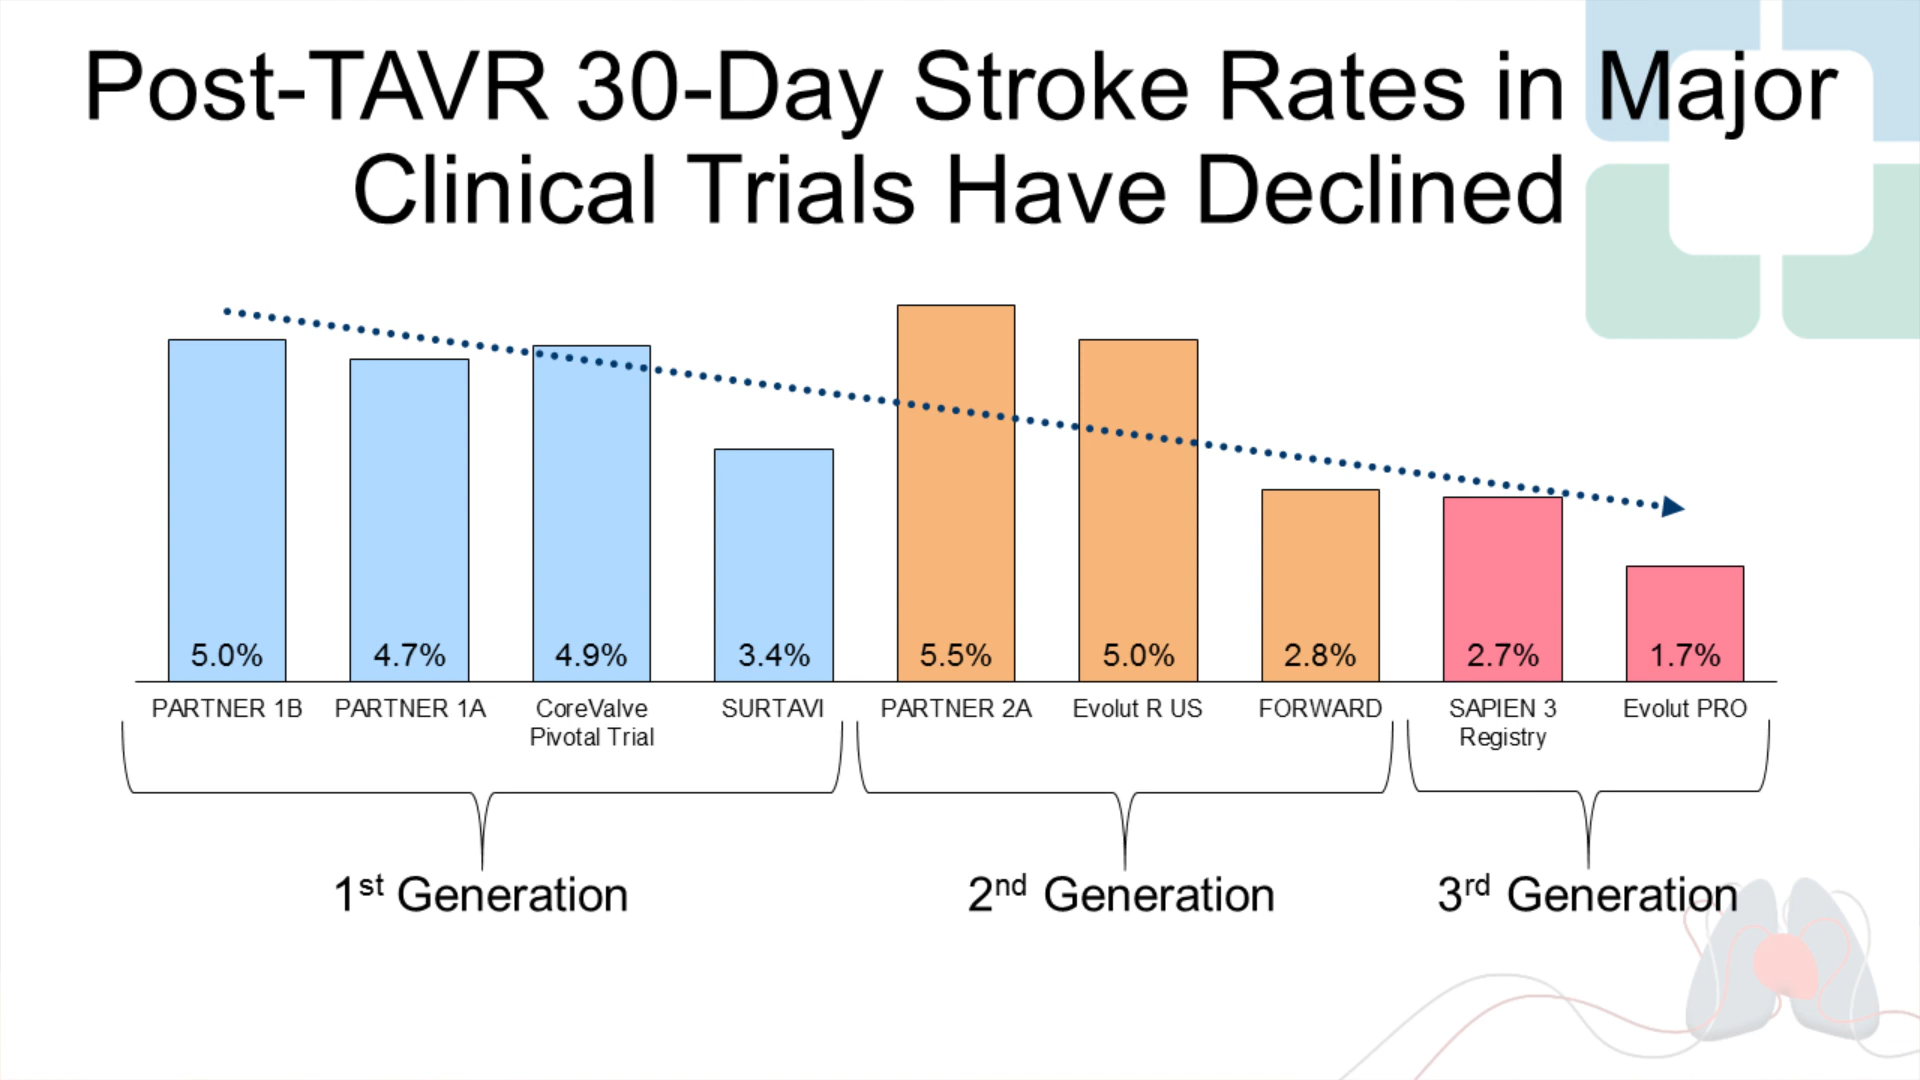 Post-TAVR 30-Day Stroke Rates in Major
Clinical Trials Have Declined
5.0% 4.7% 4.9% 3.4% 5.5% 5.0% 2.8% 2.7% 1.7%
PARTNER 1B PARTNER 1A CoreValve SURTAVI PARTNER 2A Evolut R US FORWARD SAPIEN 3 Evolut PRO
Pivotal Trial Registry
1st Generation 2nd Generation 3rd Generation